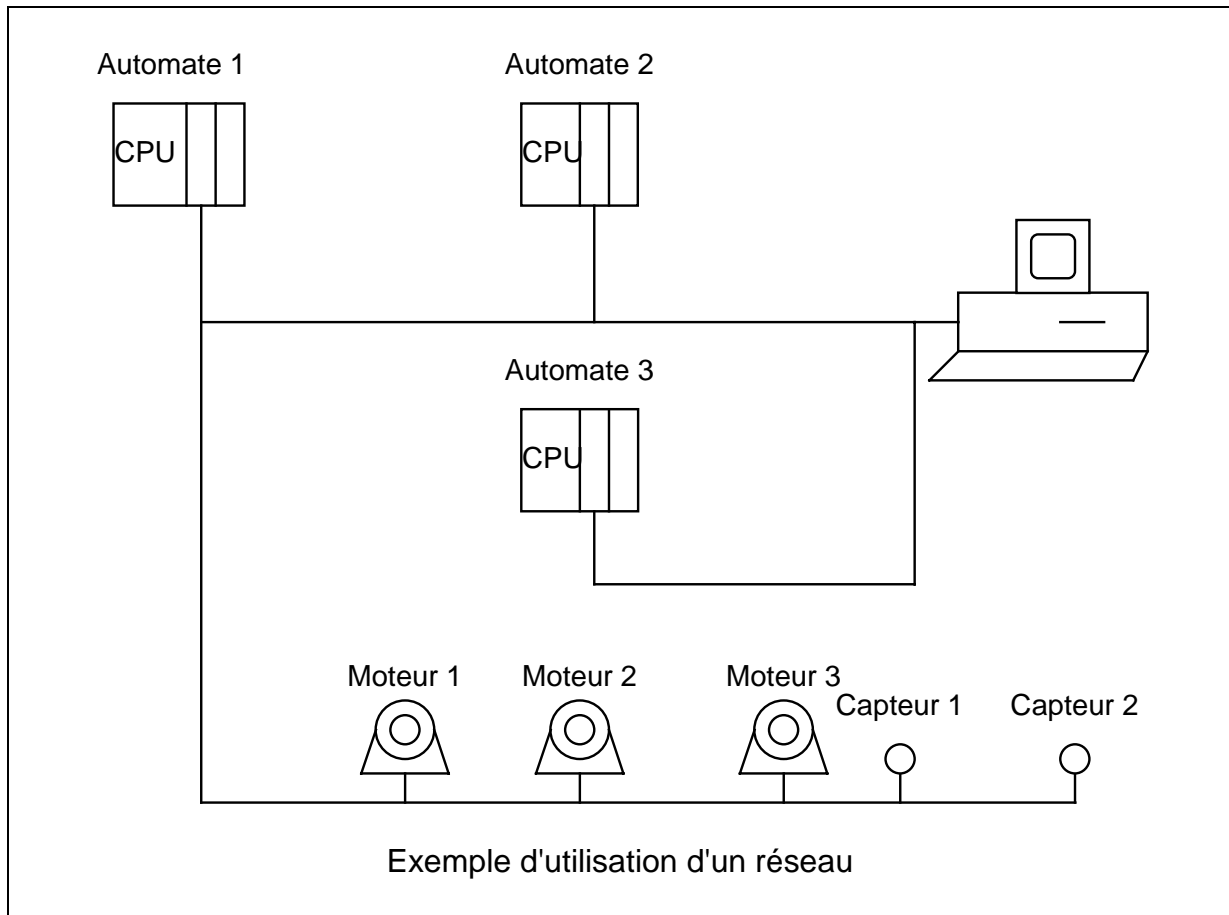 Automate 1
Automate 2
CPU
CPU
Automate 3
CPU
Moteur 1
Moteur 2
Moteur 3
Capteur 1
Capteur 2
Exemple d'utilisation d'un réseau